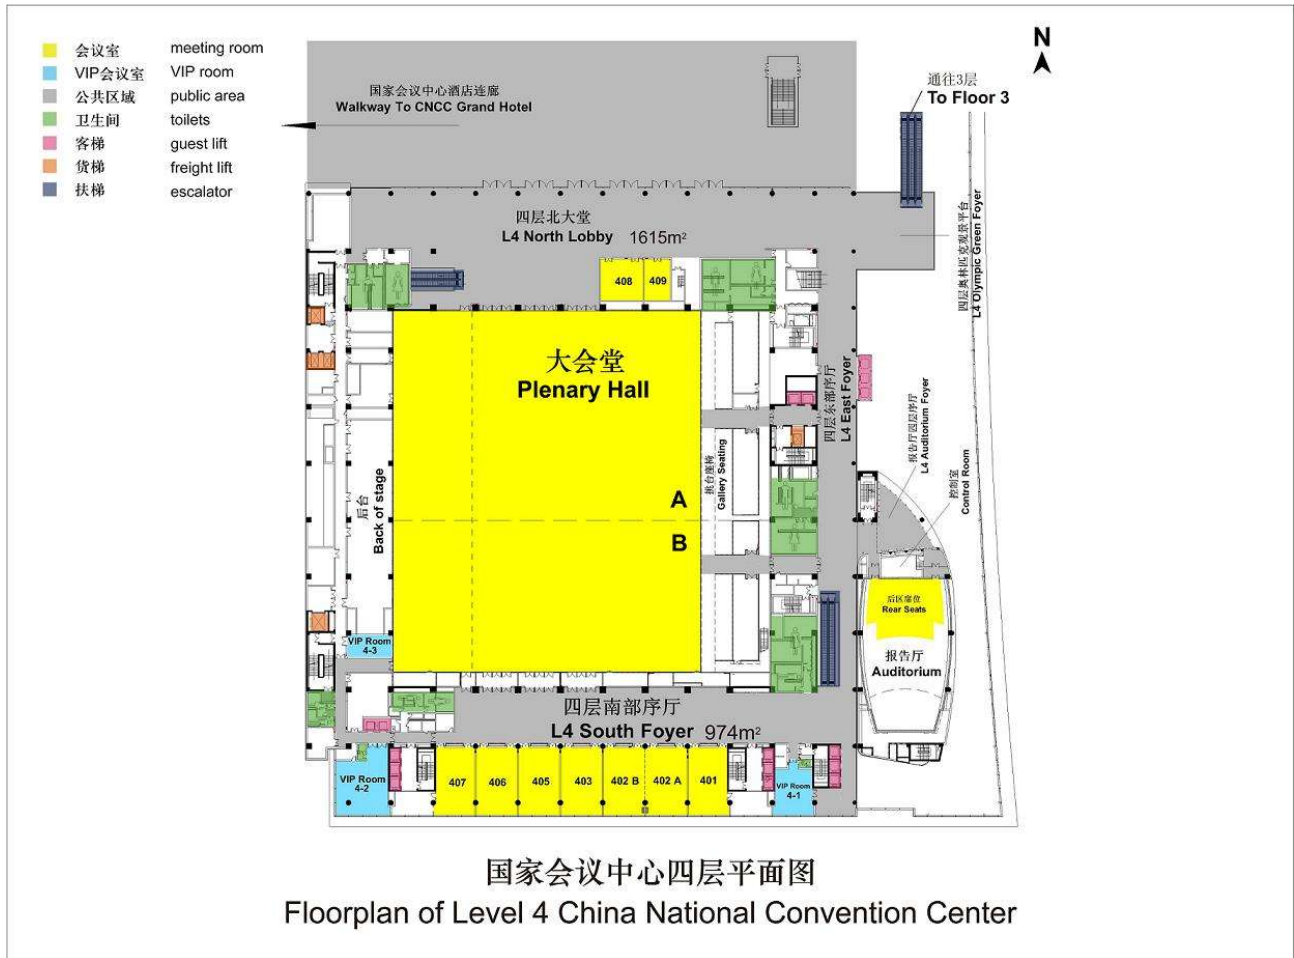 会议室 meeting room
VIP会议室 VIP room
公共区域 public area
卫生间 toilets
客梯 guest lift
货梯 freight lift
扶梯 escalator
国家会议中心酒店连廊
Walkway To CNCC Grand Hotel
N
通往3层
To Floor 3
四层北大堂
L4 North Lobby 1615m²
四层奥林匹克观景平台
L4 Olympic Green Foyer
408
409
大会堂
Plenary Hall
四层东部序厅
L4 East Foyer
报告厅四层序厅
L4 Auditorium Foyer
控制室
Control Room
挑台座椅
Gallery Seating
后台
Back of stage
A
B
后区席位
Rear Seats
报告厅
Auditorium
VIP Room
4-3
四层南部序厅
L4 South Foyer 974m²
VIP Room
4-2
407
406
405
403
402 B
402 A
401
VIP Room
4-1
国家会议中心四层平面图
Floorplan of Level 4 China National Convention Center